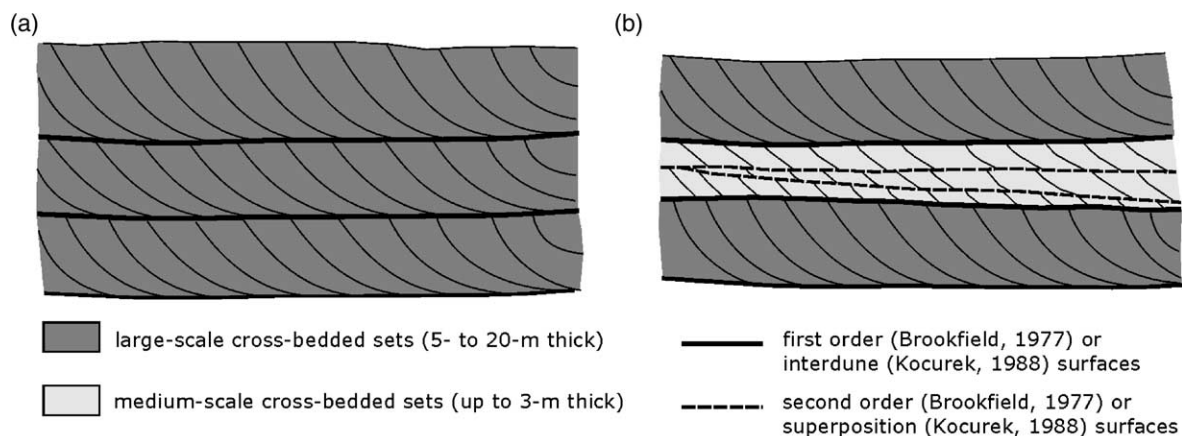 (a)
(b)
large-scale cross-bedded sets (5- to 20-m thick)
medium-scale cross-bedded sets (up to 3-m thick)
first order (Brookfield, 1977) or
interdune (Kocurek, 1988) surfaces
second order (Brookfield, 1977) or
superposition (Kocurek, 1988) surfaces